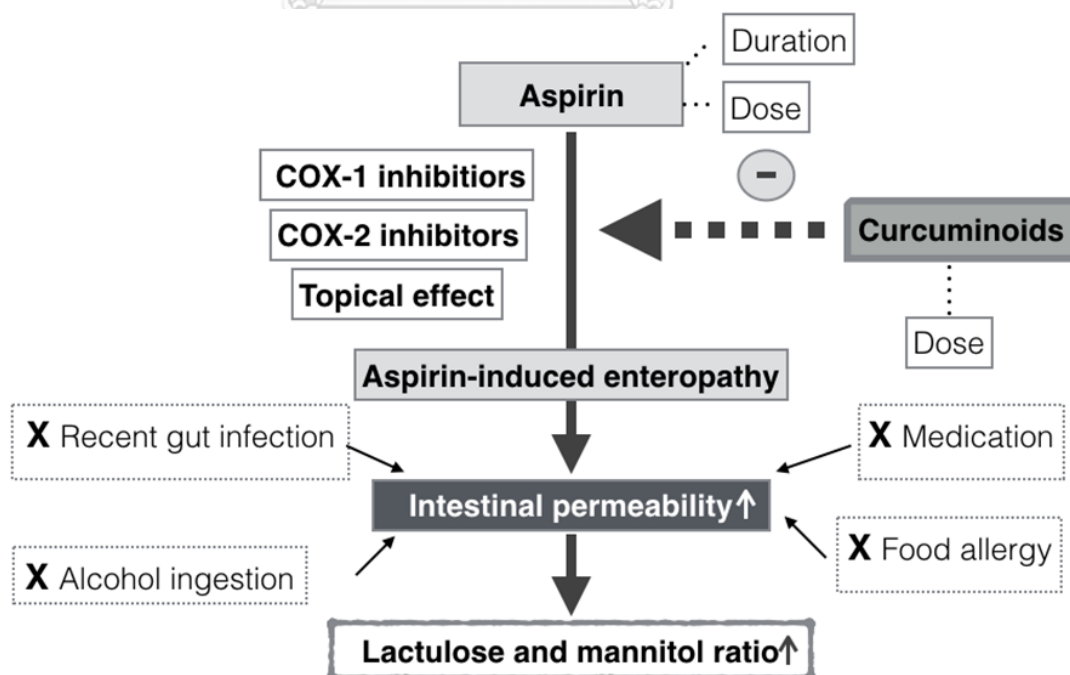 Duration
Aspirin
Dose
COX-1 inhibitiors
–
COX-2 inhibitors
Curcuminoids
Topical effect
Dose
Aspirin-induced enteropathy
X Recent gut infection
X Medication
Intestinal permeability↑
X Food allergy
X Alcohol ingestion
Lactulose and mannitol ratio↑